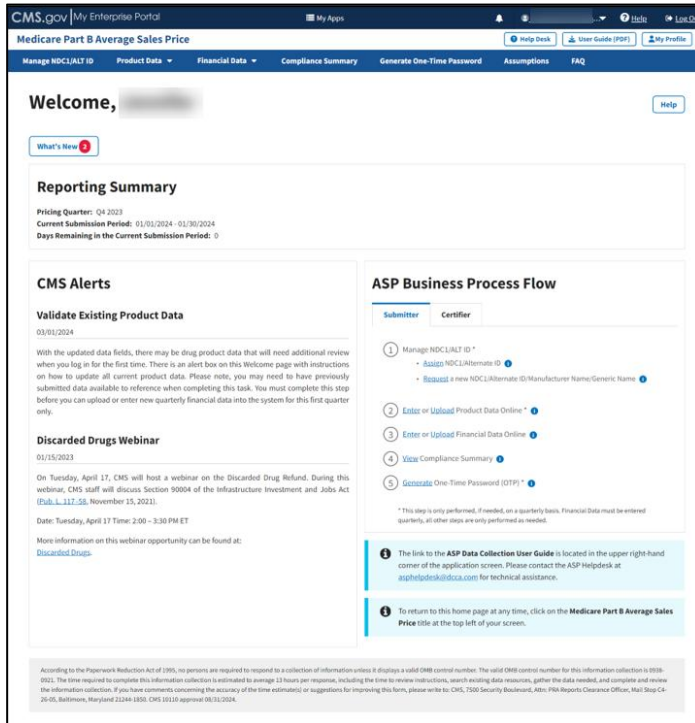 CMS.gov | My Enterprise Portal
My Apps
Help
Log Ou
Medicare Part B Average Sales Price
Help Desk
User Guide (PDF)
My Profile
Manage NDC1/ALT ID
Product Data
Financial Data
Compliance Summary
Generate One-Time Password
Assumptions
FAQ
Welcome,
Help
What's New 2
Reporting Summary
Pricing Quarter: Q4 2023
Current Submission Period: 01/01/2024 - 01/30/2024
Days Remaining in the Current Submission Period: 0
CMS Alerts
Validate Existing Product Data
03/01/2024
With the updated data fields, there may be drug product data that will need additional review
when you log in for the first time. There is an alert box on this Welcome page with instructions
on how to update all current product data. Please note, you may need to have previously
submitted data available to reference when completing this task. You must complete this step
before you can upload or enter new quarterly financial data into the system for this first quarter
only.
Discarded Drugs Webinar
01/15/2023
On Tuesday, April 17, CMS will host a webinar on the Discarded Drug Refund. During this
webinar, CMS staff will discuss Section 90004 of the Infrastructure Investment and Jobs Act
(Pub. L. 117-58, November 15, 2021).
Date: Tuesday, April 17 Time: 2:00 – 3:30 PM ET
More information on this webinar opportunity can be found at:
Discarded Drugs.
ASP Business Process Flow
Submitter
Certifier
1 Manage NDC1/ALT ID *
• Assign NDC1/Alternate ID
• Request a new NDC1/Alternate ID/Manufacturer Name/Generic Name
2 Enter or Upload Product Data Online *
3 Enter or Upload Financial Data Online
4 View Compliance Summary
5 Generate One-Time Password (OTP) *
* This step is only performed, if needed, on a quarterly basis. Financial Data must be entered
quarterly, all other steps are only performed as needed.
The link to the ASP Data Collection User Guide is located in the upper right-hand
corner of the application screen. Please contact the ASP Helpdesk at
asphelpdesk@dcca.com for technical assistance.
To return to this home page at any time, click on the Medicare Part B Average Sales
Price title at the top left of your screen.
According to the Paperwork Reduction Act of 1995, no persons are required to respond to a collection of information unless it displays a valid OMB control number. The valid OMB control number for this information collection is 0938-
0921. The time required to complete this information collection is estimated to average 13 hours per response, including the time to review instructions, search existing data resources, gather the data needed, and complete and review
the information collection. If you have comments concerning the accuracy of the time estimate(s) or suggestions for improving this form, please write to: CMS, 7500 Security Boulevard, Attn: PRA Reports Clearance Officer, Mail Stop C4-
26-05, Baltimore, Maryland 21244-1850. CMS 10110 approval 08/31/2024.